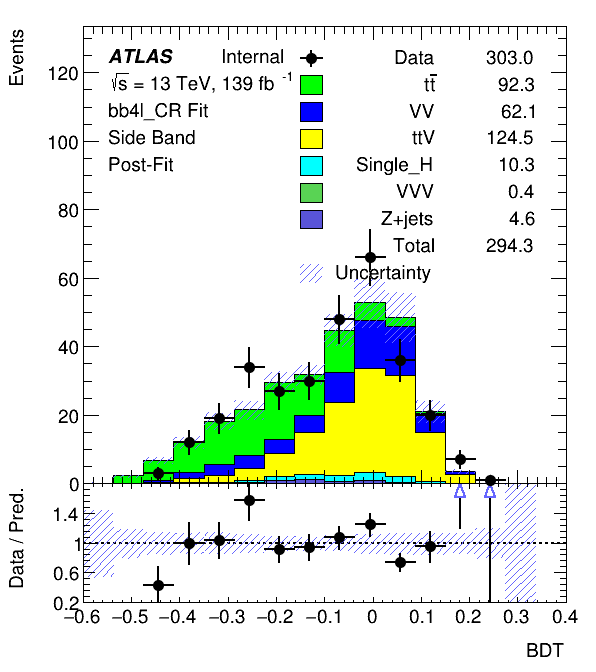 Events
ATLAS Internal
√s = 13 TeV, 139 fb⁻¹
bb4l_CR Fit
Side Band
Post-Fit
Data 303.0
tt̄ 92.3
VV 62.1
ttV 124.5
Single_H 10.3
VVV 0.4
Z+jets 4.6
Total 294.3
Uncertainty
120
100
80
60
40
20
0
Data / Pred.
1.4
1
0.6
0.2
−0.6 −0.5 −0.4 −0.3 −0.2 −0.1 0 0.1 0.2 0.3 0.4
BDT